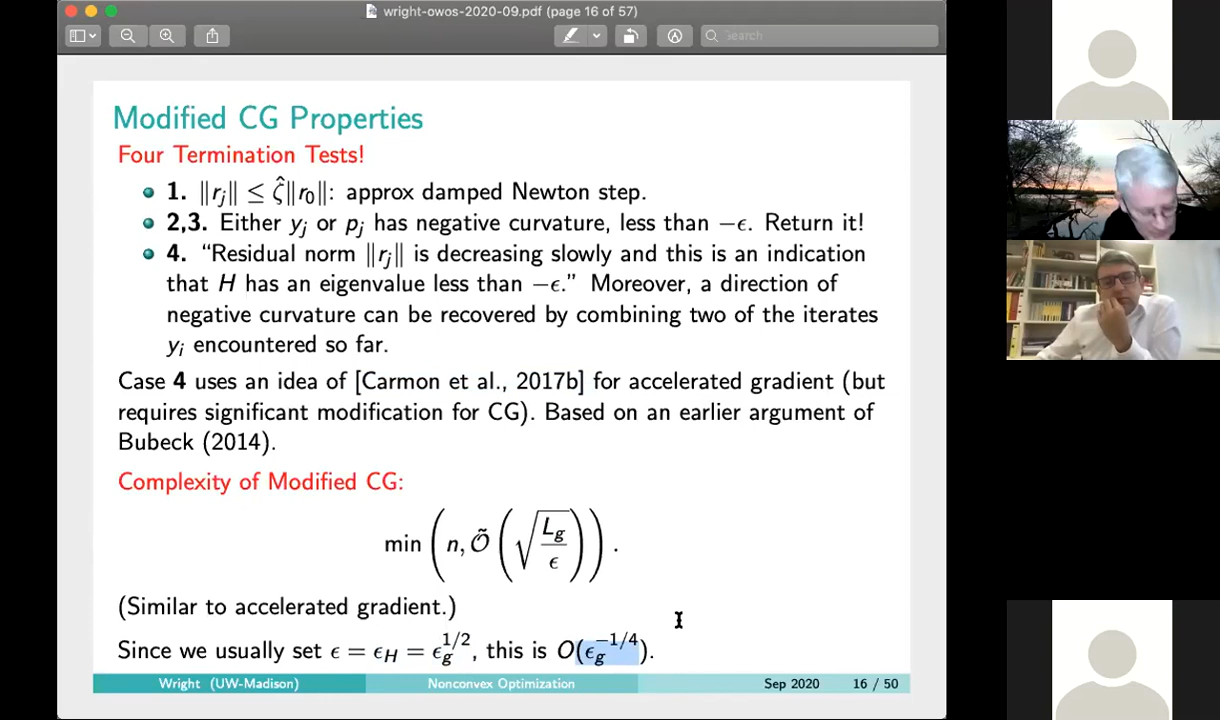 wright-owos-2020-09.pdf (page 16 of 57)
Search
Modified CG Properties
Four Termination Tests!
1. ‖r_j‖ ≤ ζ̂‖r_0‖: approx damped Newton step.
2,3. Either y_j or p_j has negative curvature, less than −ϵ. Return it!
4. “Residual norm ‖r_j‖ is decreasing slowly and this is an indication
that H has an eigenvalue less than −ϵ.” Moreover, a direction of
negative curvature can be recovered by combining two of the iterates
y_i encountered so far.
Case 4 uses an idea of [Carmon et al., 2017b] for accelerated gradient (but
requires significant modification for CG). Based on an earlier argument of
Bubeck (2014).
Complexity of Modified CG:
min (n, Õ (√(L_g/ϵ))).
(Similar to accelerated gradient.)
Since we usually set ϵ = ϵ_H = ϵ_g^{1/2}, this is O(ϵ_g^{−1/4}).
Wright (UW-Madison) Nonconvex Optimization Sep 2020 16 / 50